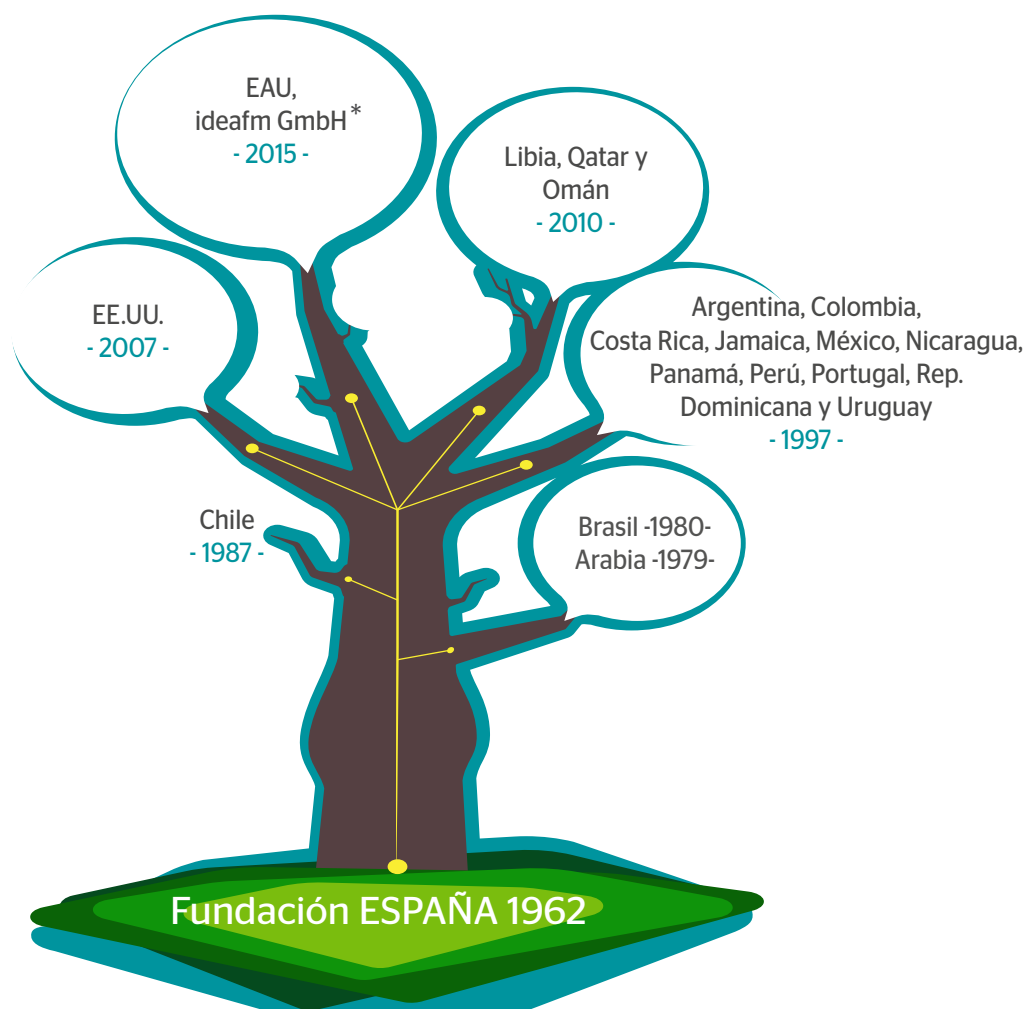 EAU,
ideafm GmbH*
- 2015 -
Libia, Qatar y
Omán
- 2010 -
EE.UU.
- 2007 -
Argentina, Colombia,
Costa Rica, Jamaica, México, Nicaragua,
Panamá, Perú, Portugal, Rep.
Dominicana y Uruguay
- 1997 -
Chile
- 1987 -
Brasil -1980-
Arabia -1979-
Fundación ESPAÑA 1962